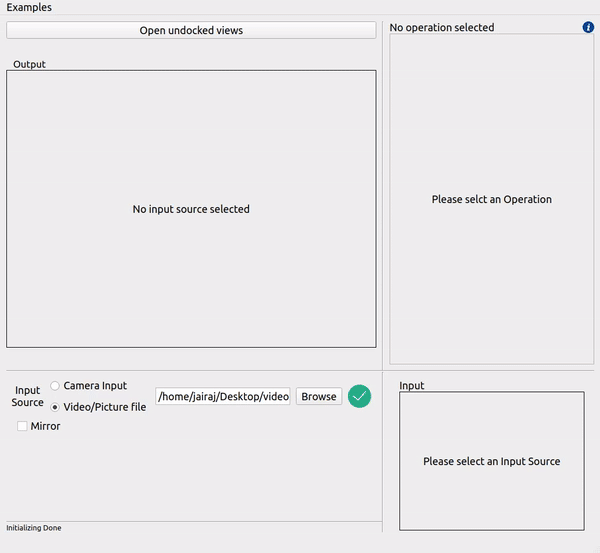 Examples
Open undocked views
No operation selected
i
Output
No input source selected
Please selct an Operation
Input Source
Camera Input
Video/Picture file
/home/jairaj/Desktop/video
Browse
Mirror
Input
Please select an Input Source
Initializing Done